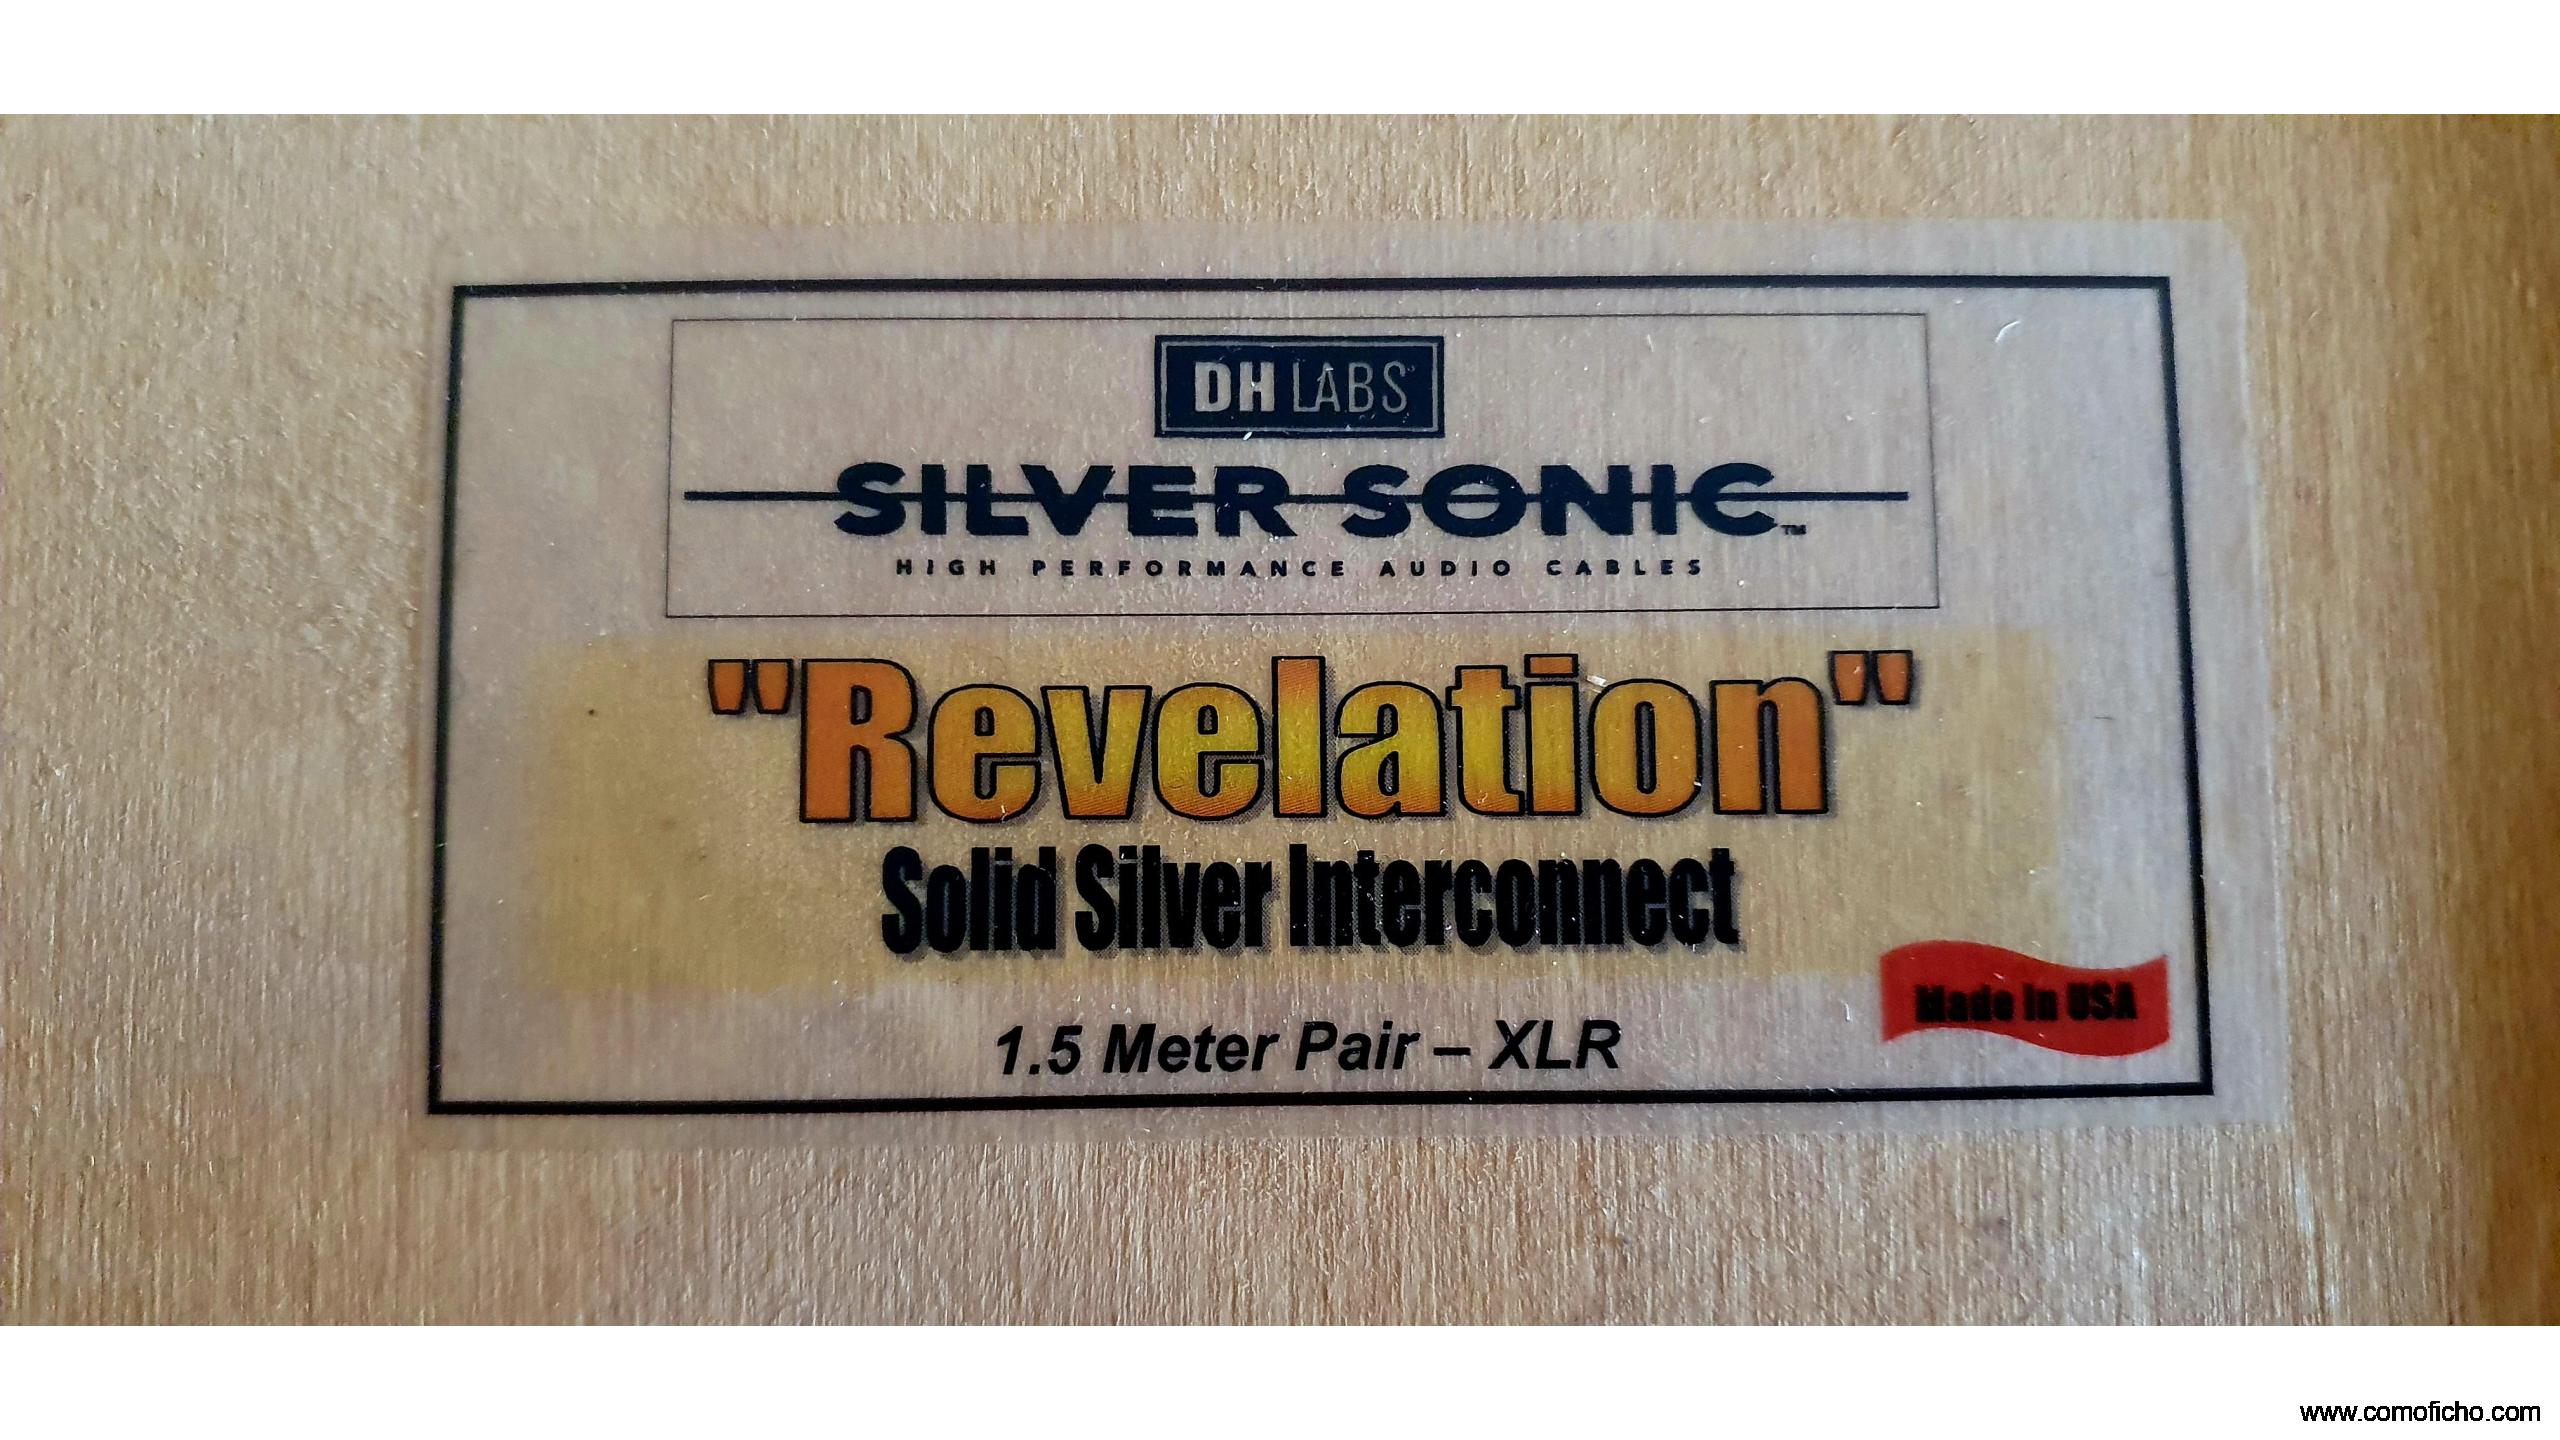 DH LABS®
SILVER SONIC™
HIGH PERFORMANCE AUDIO CABLES
"Revelation"
Solid Silver Interconnect
Made in USA
1.5 Meter Pair – XLR
www.comoficho.com